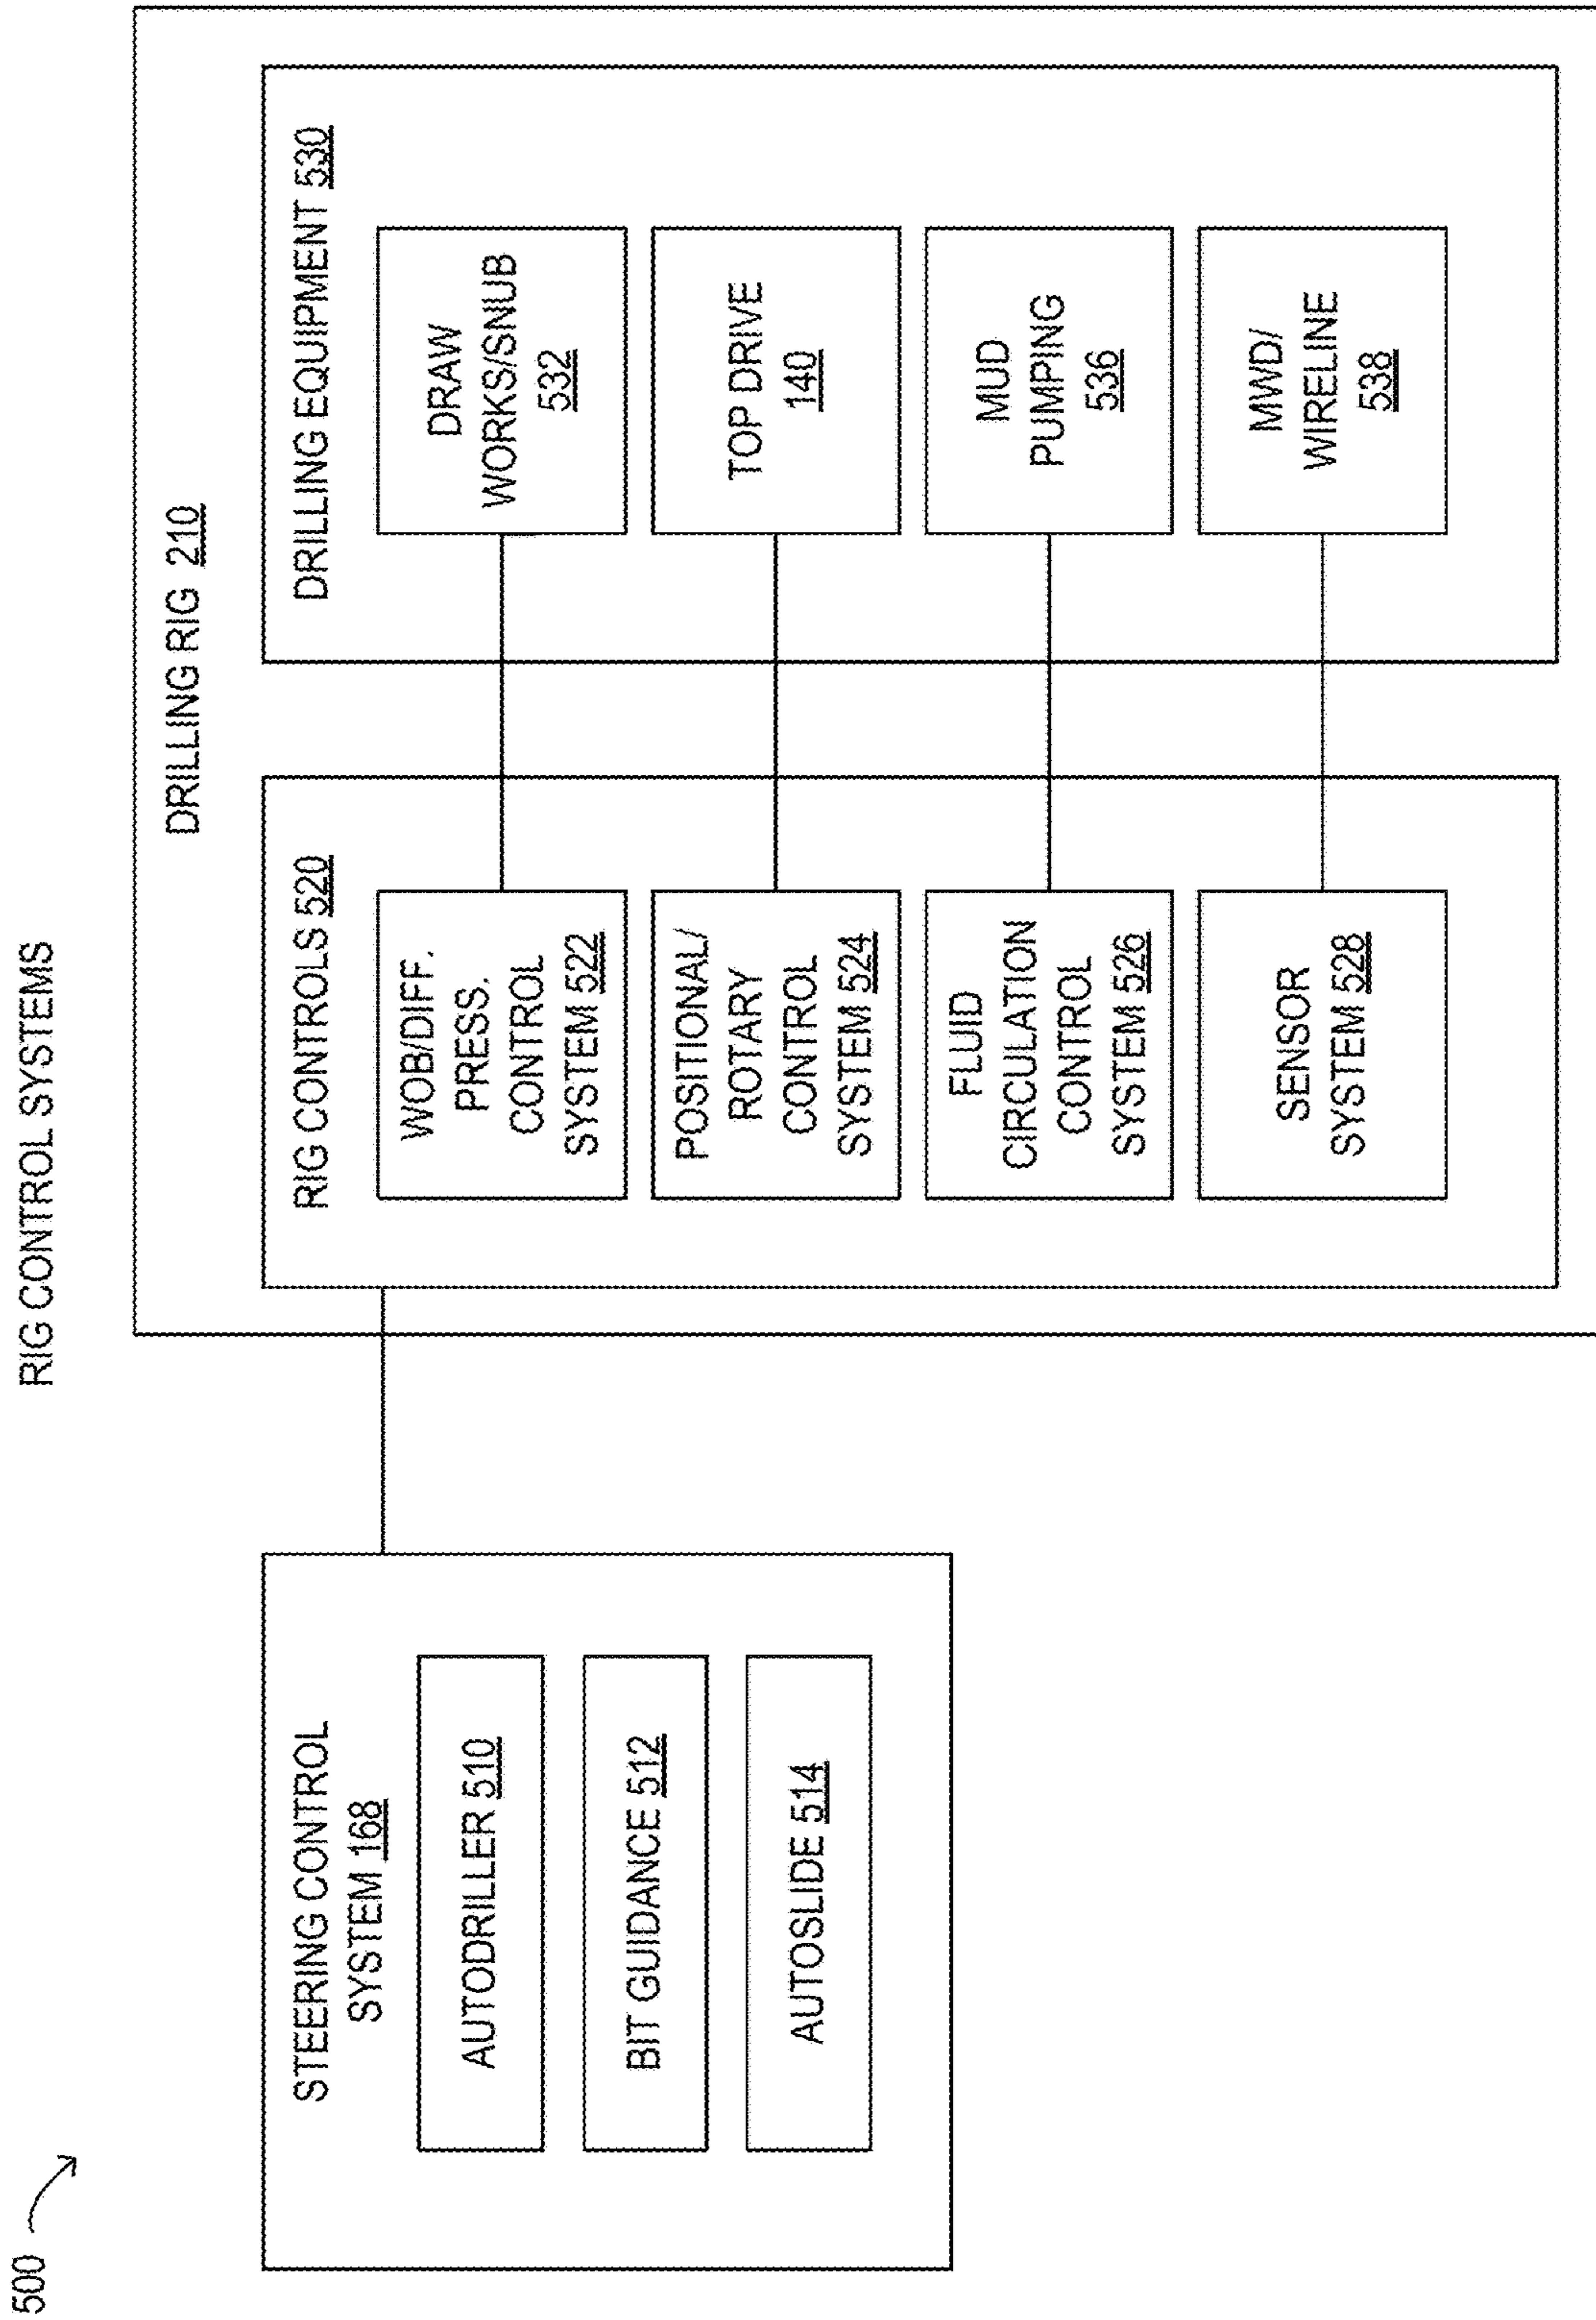 500
RIG CONTROL SYSTEMS
STEERING CONTROL
SYSTEM 168
AUTODRILLER 510
BIT GUIDANCE 512
AUTOSLIDE 514
DRILLING RIG 210
RIG CONTROLS 520
WOB/DIFF.
PRESS.
CONTROL
SYSTEM 522
POSITIONAL/
ROTARY
CONTROL
SYSTEM 524
FLUID
CIRCULATION
CONTROL
SYSTEM 526
SENSOR
SYSTEM 528
DRILLING EQUIPMENT 530
DRAW
WORKS/SNUB
532
TOP DRIVE
140
MUD
PUMPING
536
MWD/
WIRELINE
538